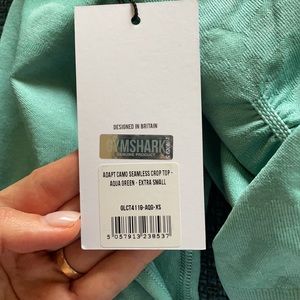 DESIGNED IN BRITAIN
GYMSHARK
GENUINE PRODUCT
ADAPT CAMO SEAMLESS CROP TOP -
AQUA GREEN - EXTRA SMALL
GLCT4119-AQG-XS
5 057913 238537